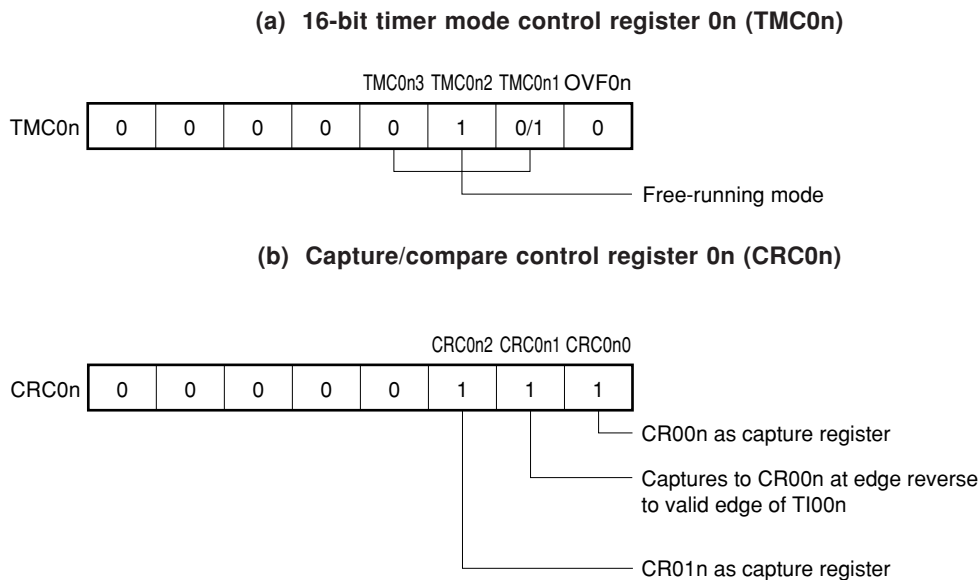 (a) 16-bit timer mode control register 0n (TMC0n)
TMC0n3 TMC0n2 TMC0n1 OVF0n
TMC0n 0 0 0 0 0 1 0/1 0
Free-running mode
(b) Capture/compare control register 0n (CRC0n)
CRC0n2 CRC0n1 CRC0n0
CRC0n 0 0 0 0 0 1 1 1
CR00n as capture register
Captures to CR00n at edge reverse
to valid edge of TI00n
CR01n as capture register